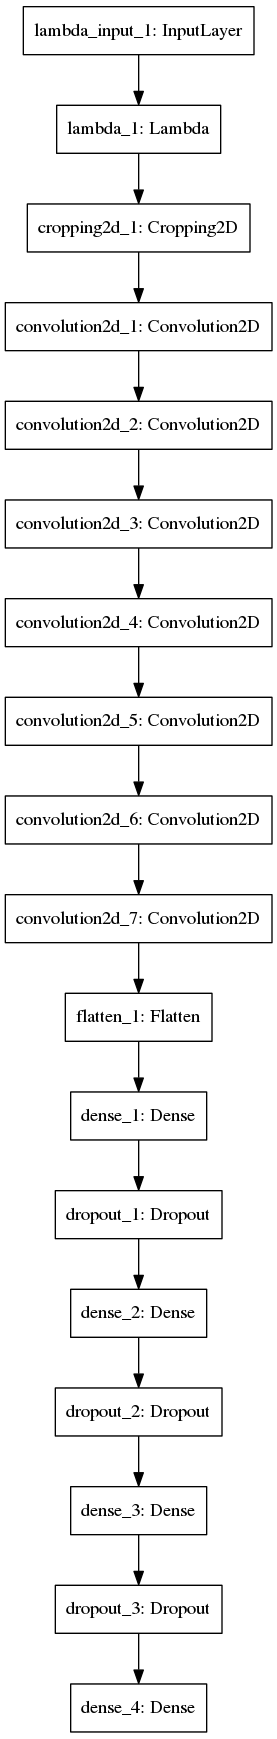 lambda_input_1: InputLayer
lambda_1: Lambda
cropping2d_1: Cropping2D
convolution2d_1: Convolution2D
convolution2d_2: Convolution2D
convolution2d_3: Convolution2D
convolution2d_4: Convolution2D
convolution2d_5: Convolution2D
convolution2d_6: Convolution2D
convolution2d_7: Convolution2D
flatten_1: Flatten
dense_1: Dense
dropout_1: Dropout
dense_2: Dense
dropout_2: Dropout
dense_3: Dense
dropout_3: Dropout
dense_4: Dense